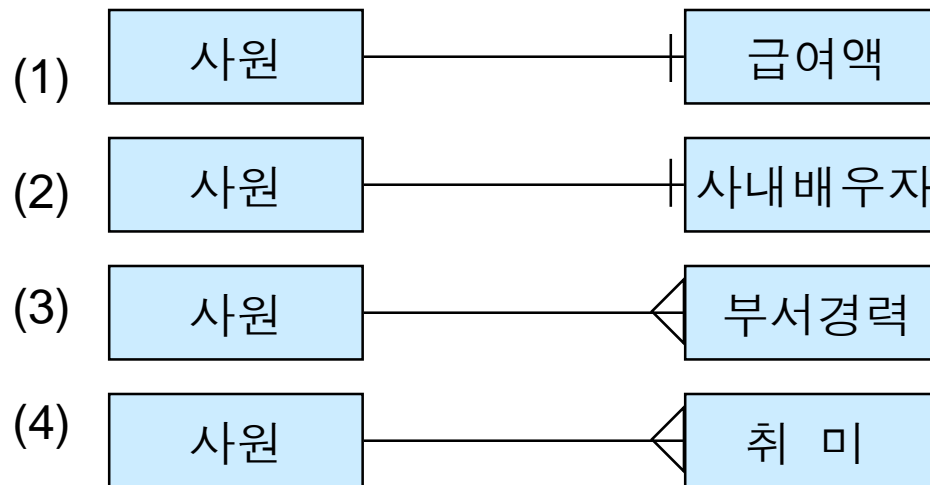 (1) 사원 급여액
(2) 사원 사내배우자
(3) 사원 부서경력
(4) 사원 취 미